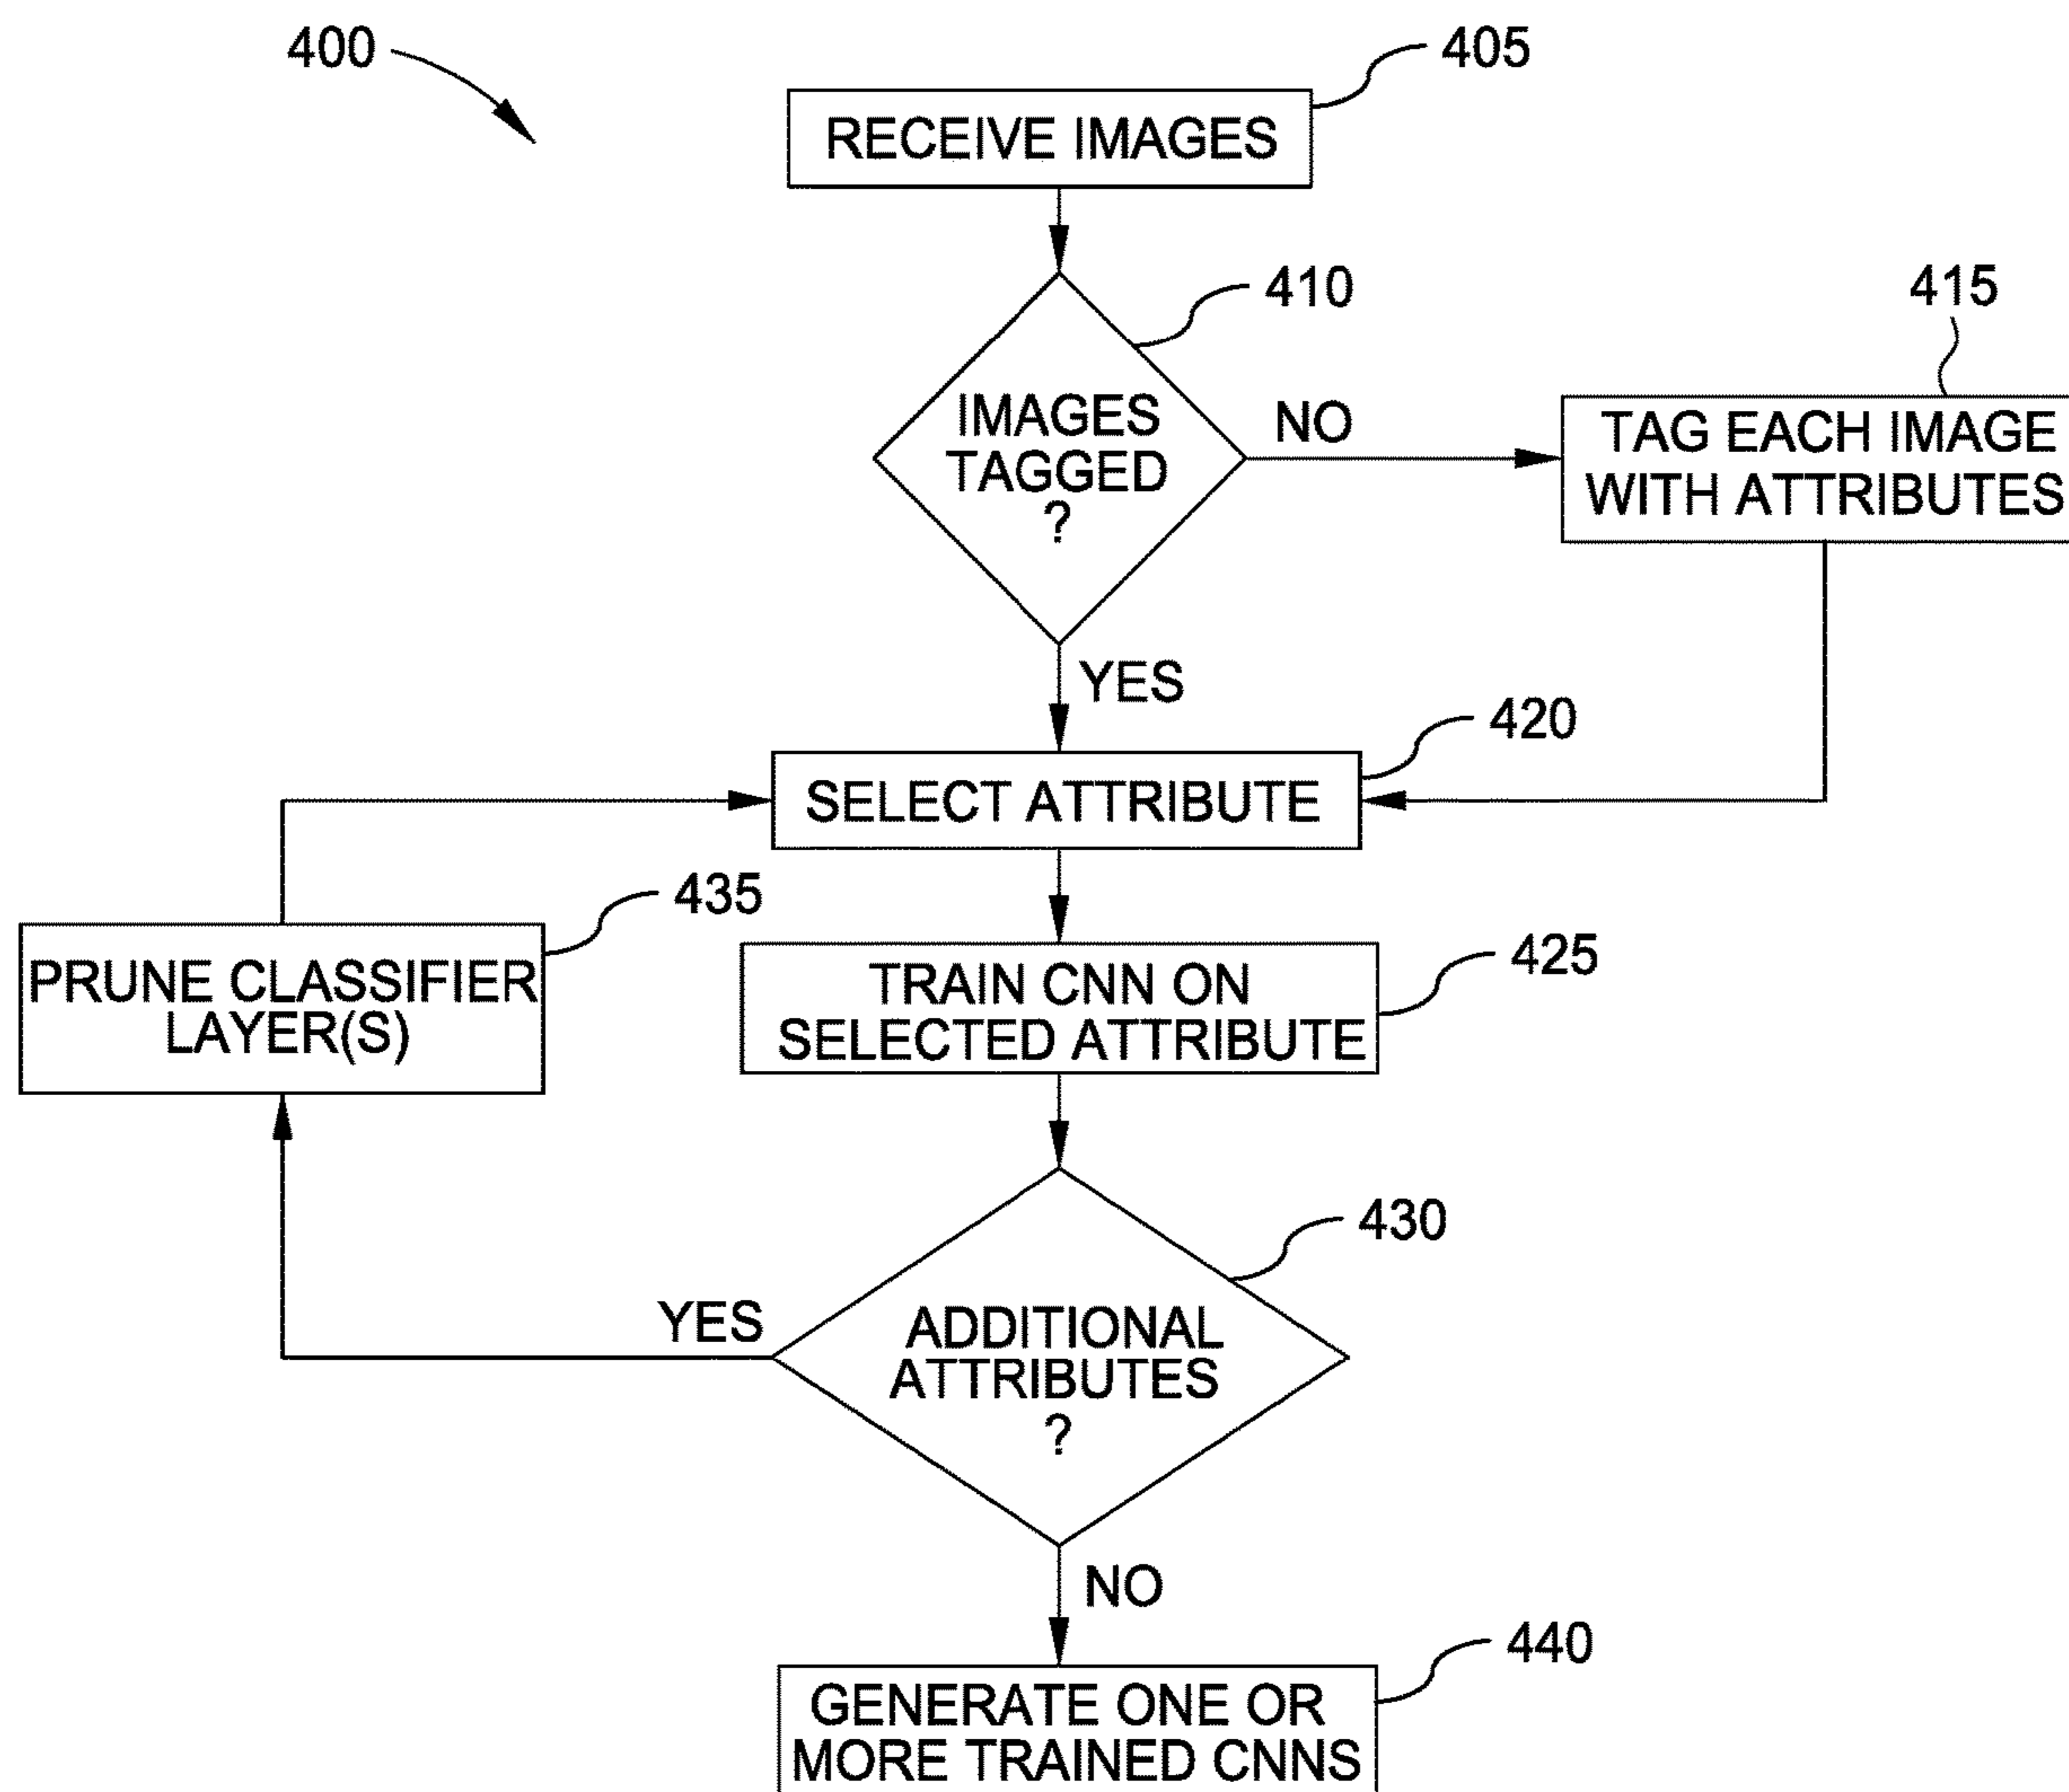 400
405
RECEIVE IMAGES
410
415
IMAGES
TAGGED
?
NO
TAG EACH IMAGE
WITH ATTRIBUTES
YES
420
SELECT ATTRIBUTE
435
PRUNE CLASSIFIER
LAYER(S)
425
TRAIN CNN ON
SELECTED ATTRIBUTE
430
YES
ADDITIONAL
ATTRIBUTES
?
NO
440
GENERATE ONE OR
MORE TRAINED CNNS